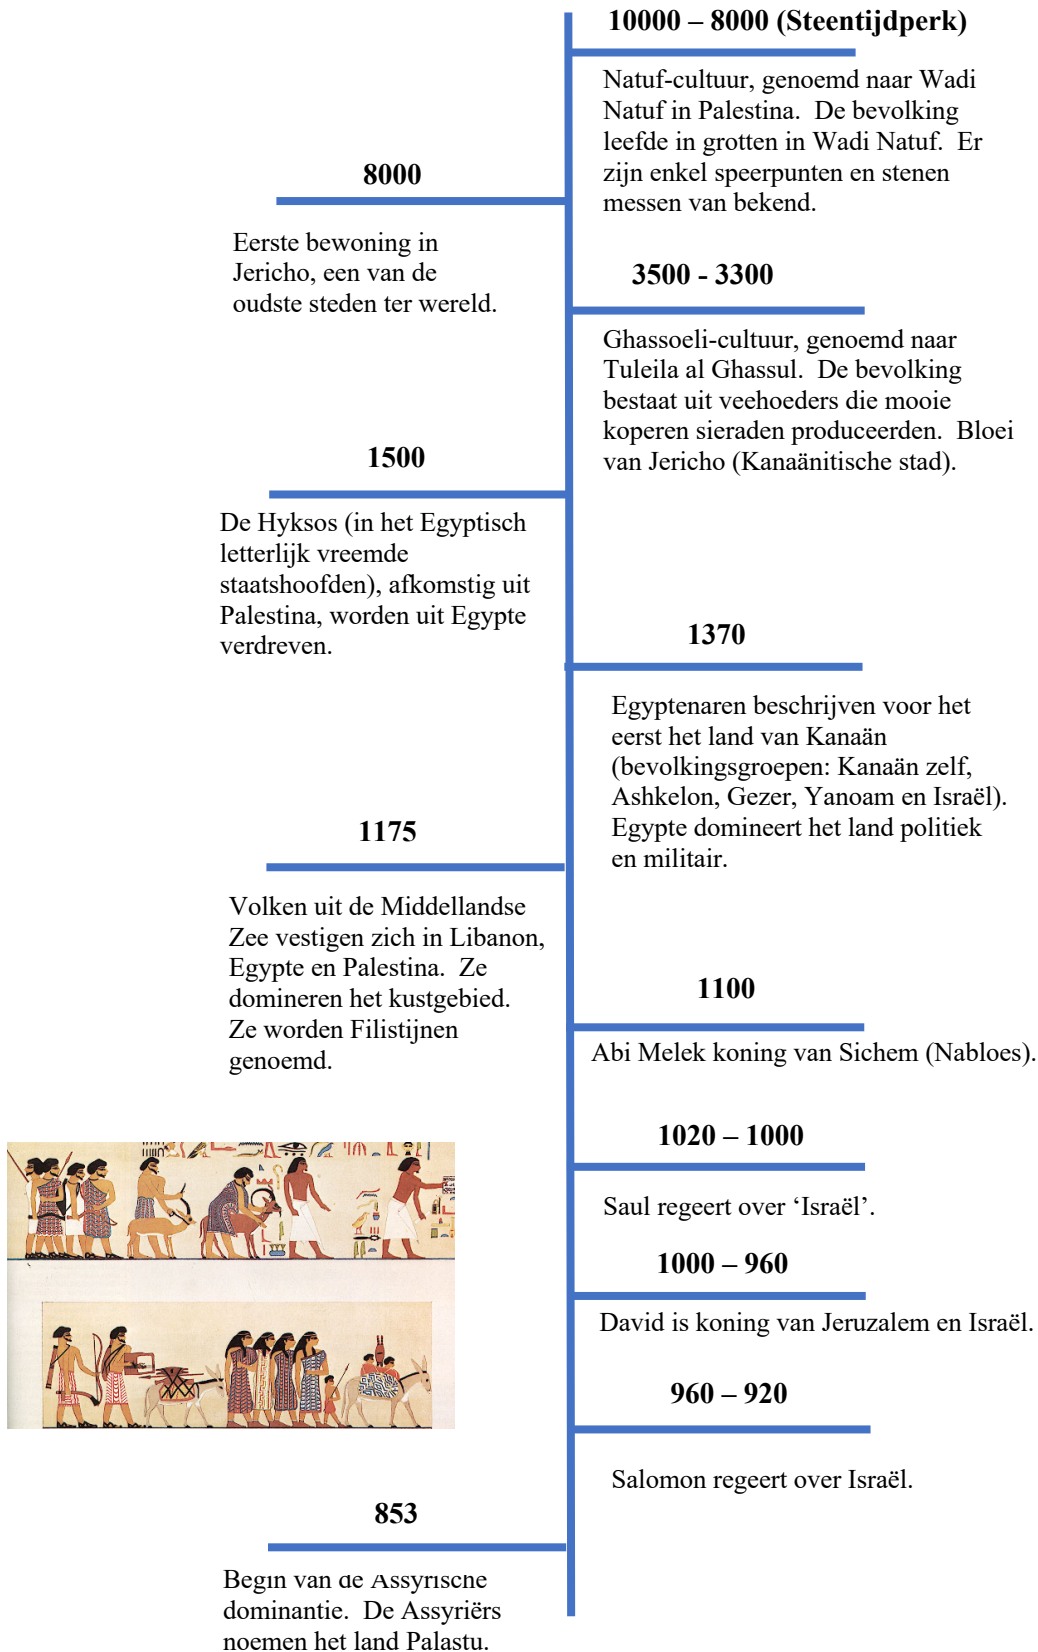 10000 – 8000 (Steentijdperk)
Natuf-cultuur, genoemd naar Wadi
Natuf in Palestina.  De bevolking
leefde in grotten in Wadi Natuf.  Er
zijn enkel speerpunten en stenen
messen van bekend.
8000
Eerste bewoning in
Jericho, een van de
oudste steden ter wereld.
3500 - 3300
Ghassoeli-cultuur, genoemd naar
Tuleila al Ghassul.  De bevolking
bestaat uit veehoeders die mooie
koperen sieraden produceerden.  Bloei
van Jericho (Kanaänitische stad).
1500
De Hyksos (in het Egyptisch
letterlijk vreemde
staatshoofden), afkomstig uit
Palestina, worden uit Egypte
verdreven.
1370
Egyptenaren beschrijven voor het
eerst het land van Kanaän
(bevolkingsgroepen: Kanaän zelf,
Ashkelon, Gezer, Yanoam en Israël).
Egypte domineert het land politiek
en militair.
1175
Volken uit de Middellandse
Zee vestigen zich in Libanon,
Egypte en Palestina.  Ze
domineren het kustgebied.
Ze worden Filistijnen
genoemd.
1100
Abi Melek koning van Sichem (Nabloes).
1020 – 1000
Saul regeert over ‘Israël’.
1000 – 960
David is koning van Jeruzalem en Israël.
960 – 920
Salomon regeert over Israël.
853
Begin van de Assyrische
dominantie.  De Assyriërs
noemen het land Palastu.